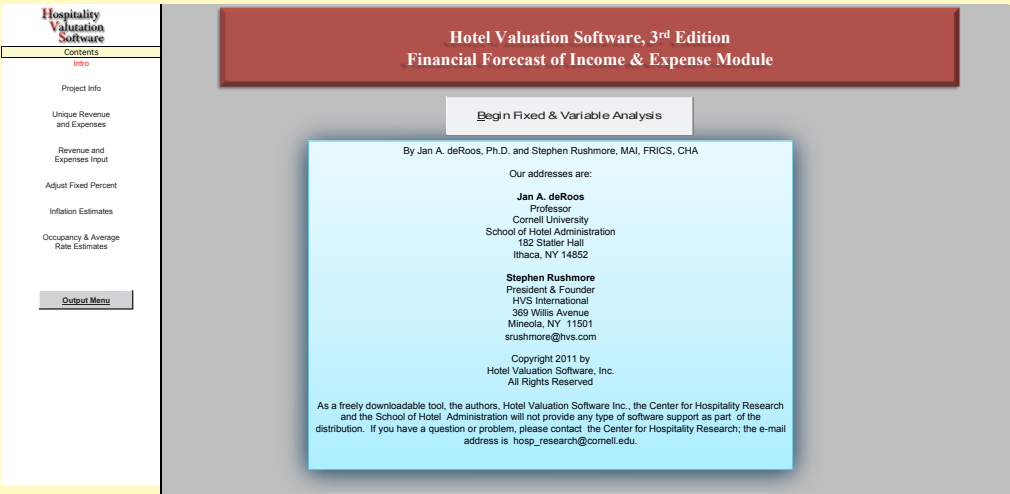 Hospitality
Valutation
Software
Contents
Intro
Project Info
Unique Revenue
and Expenses
Revenue and
Expenses Input
Adjust Fixed Percent
Inflation Estimates
Occupancy & Average
Rate Estimates
Output Menu
Hotel Valuation Software, 3rd Edition
Financial Forecast of Income & Expense Module
Begin Fixed & Variable Analysis
By Jan A. deRoos, Ph.D. and Stephen Rushmore, MAI, FRICS, CHA
Our addresses are:
Jan A. deRoos
Professor
Cornell University
School of Hotel Administration
182 Statler Hall
Ithaca, NY 14852
Stephen Rushmore
President & Founder
HVS International
369 Willis Avenue
Mineola, NY 11501
srushmore@hvs.com
Copyright 2011 by
Hotel Valuation Software, Inc.
All Rights Reserved
As a freely downloadable tool, the authors, Hotel Valuation Software Inc., the Center for Hospitality Research
and the School of Hotel Administration will not provide any type of software support as part of the
distribution. If you have a question or problem, please contact the Center for Hospitality Research; the e-mail
address is hosp_research@cornell.edu.